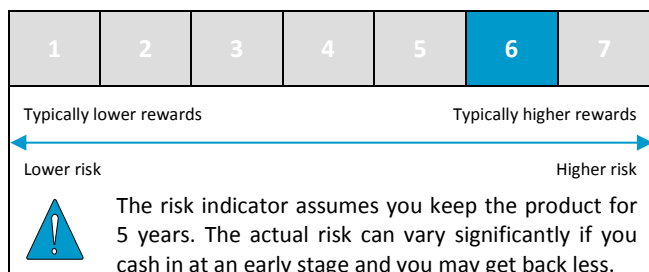 1 2 3 4 5 6 7
Typically lower rewards Typically higher rewards
Lower risk Higher risk
The risk indicator assumes you keep the product for
5 years. The actual risk can vary significantly if you
cash in at an early stage and you may get back less.